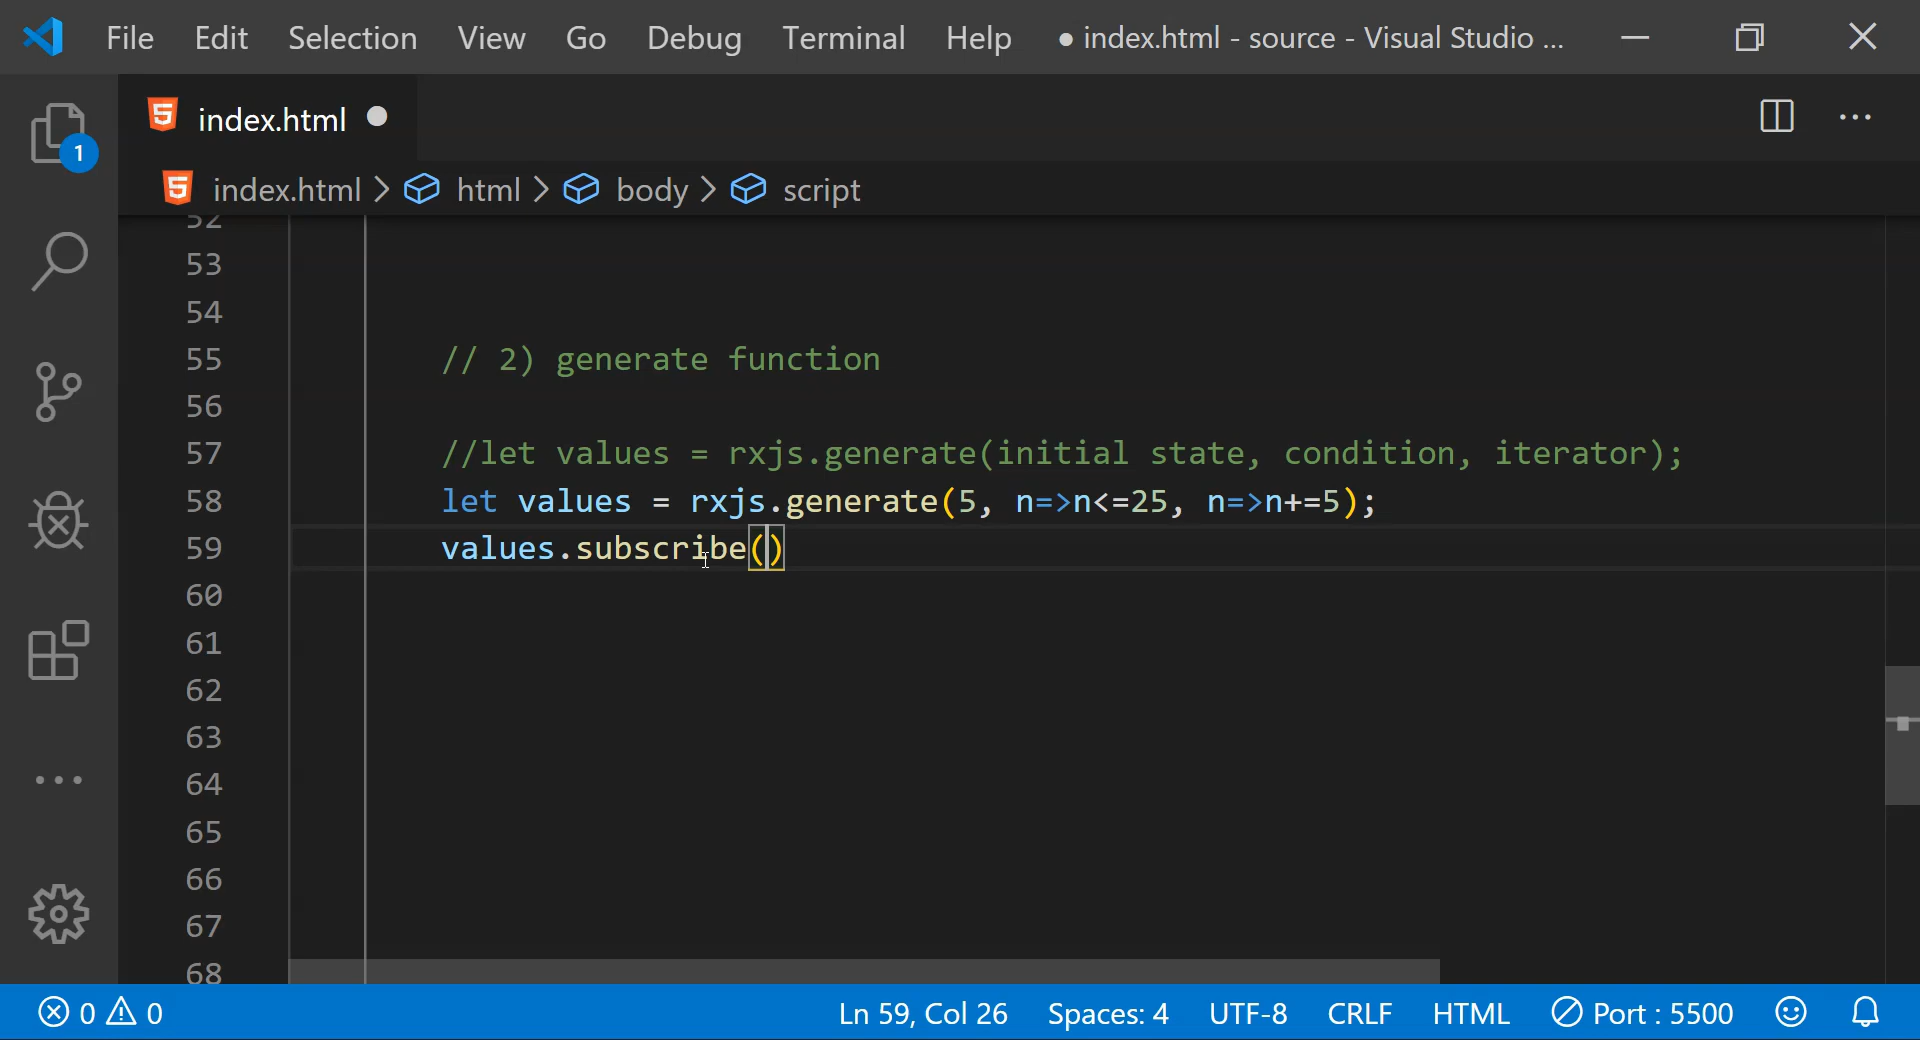 File Edit Selection View Go Debug Terminal Help ● index.html - source - Visual Studio ...
index.html ●
1
index.html > html > body > script
52
53
54
55 // 2) generate function
56
57 //let values = rxjs.generate(initial state, condition, iterator);
58 let values = rxjs.generate(5, n=>n<=25, n=>n+=5);
59 values.subscribe()
60
61
62
63
64
65
66
67
68
0 0 Ln 59, Col 26 Spaces: 4 UTF-8 CRLF HTML Port : 5500